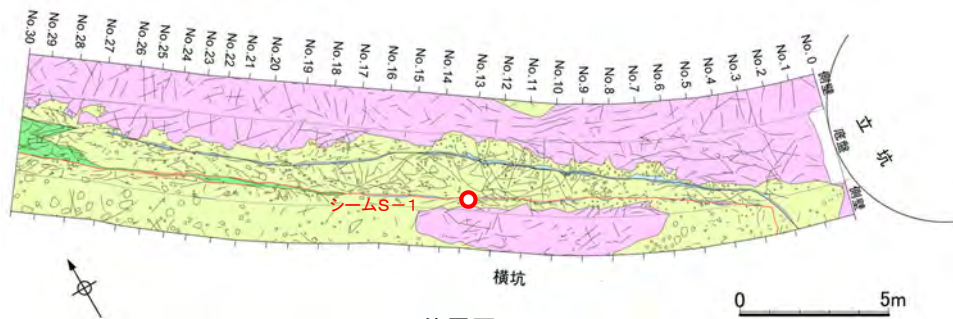 No.30
No.29
No.28
No.27
No.26
No.25
No.24
No.23
No.22
No.21
No.20
No.19
No.18
No.17
No.16
No.15
No.14
No.13
No.12
No.11
No.10
No.9
No.8
No.7
No.6
No.5
No.4
No.3
No.2
No.1
No.0
側壁
底盤
側壁
立坑
シームS-1
横坑
0 5m